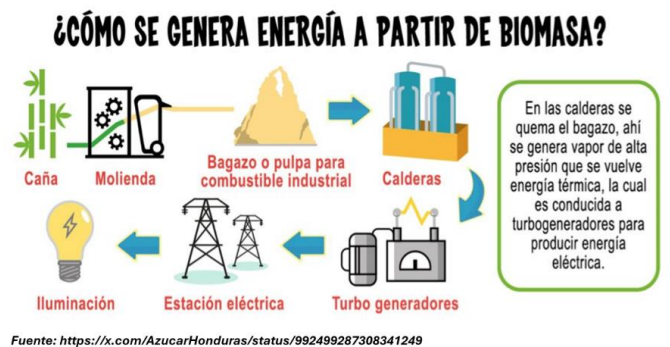 ¿CÓMO SE GENERA ENERGÍA A PARTIR DE BIOMASA?
Caña
Molienda
Bagazo o pulpa para
combustible industrial
Calderas
En las calderas se
quema el bagazo, ahí
se genera vapor de alta
presión que se vuelve
energía térmica, la cual
es conducida a
turbogeneradores para
producir energía
eléctrica.
Iluminación
Estación eléctrica
Turbo generadores
Fuente: https://x.com/AzucarHonduras/status/992499287308341249